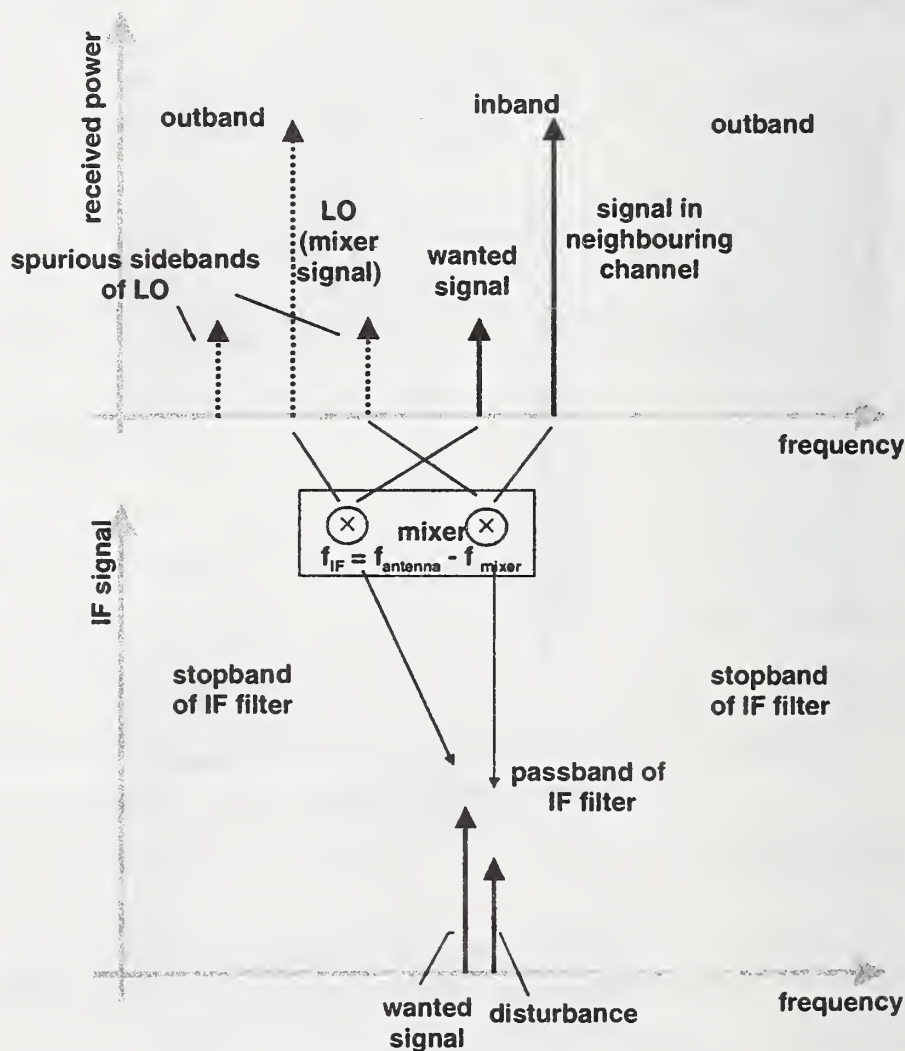 received power
outband
inband
outband
LO
(mixer
signal)
signal in
neighbouring
channel
spurious sidebands
of LO
wanted
signal
frequency
mixer
f_IF = f_antenna - f_mixer
IF signal
stopband
of IF filter
stopband
of IF filter
passband of
IF filter
wanted
signal
disturbance
frequency